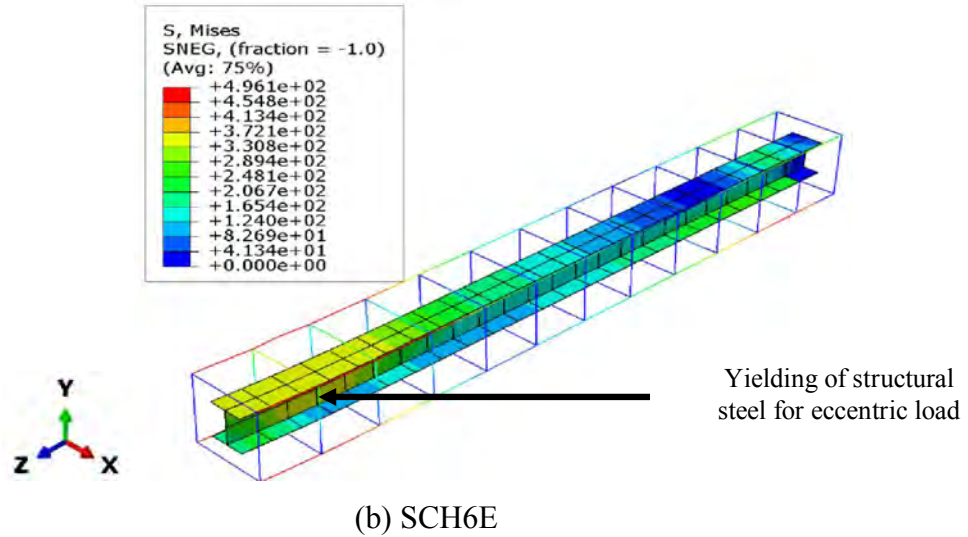 S, Mises
SNEG, (fraction = -1.0)
(Avg: 75%)
+4.961e+02
+4.548e+02
+4.134e+02
+3.721e+02
+3.308e+02
+2.894e+02
+2.481e+02
+2.067e+02
+1.654e+02
+1.240e+02
+8.269e+01
+4.134e+01
+0.000e+00
Yielding of structural
steel for eccentric load
Y
Z
X
(b) SCH6E